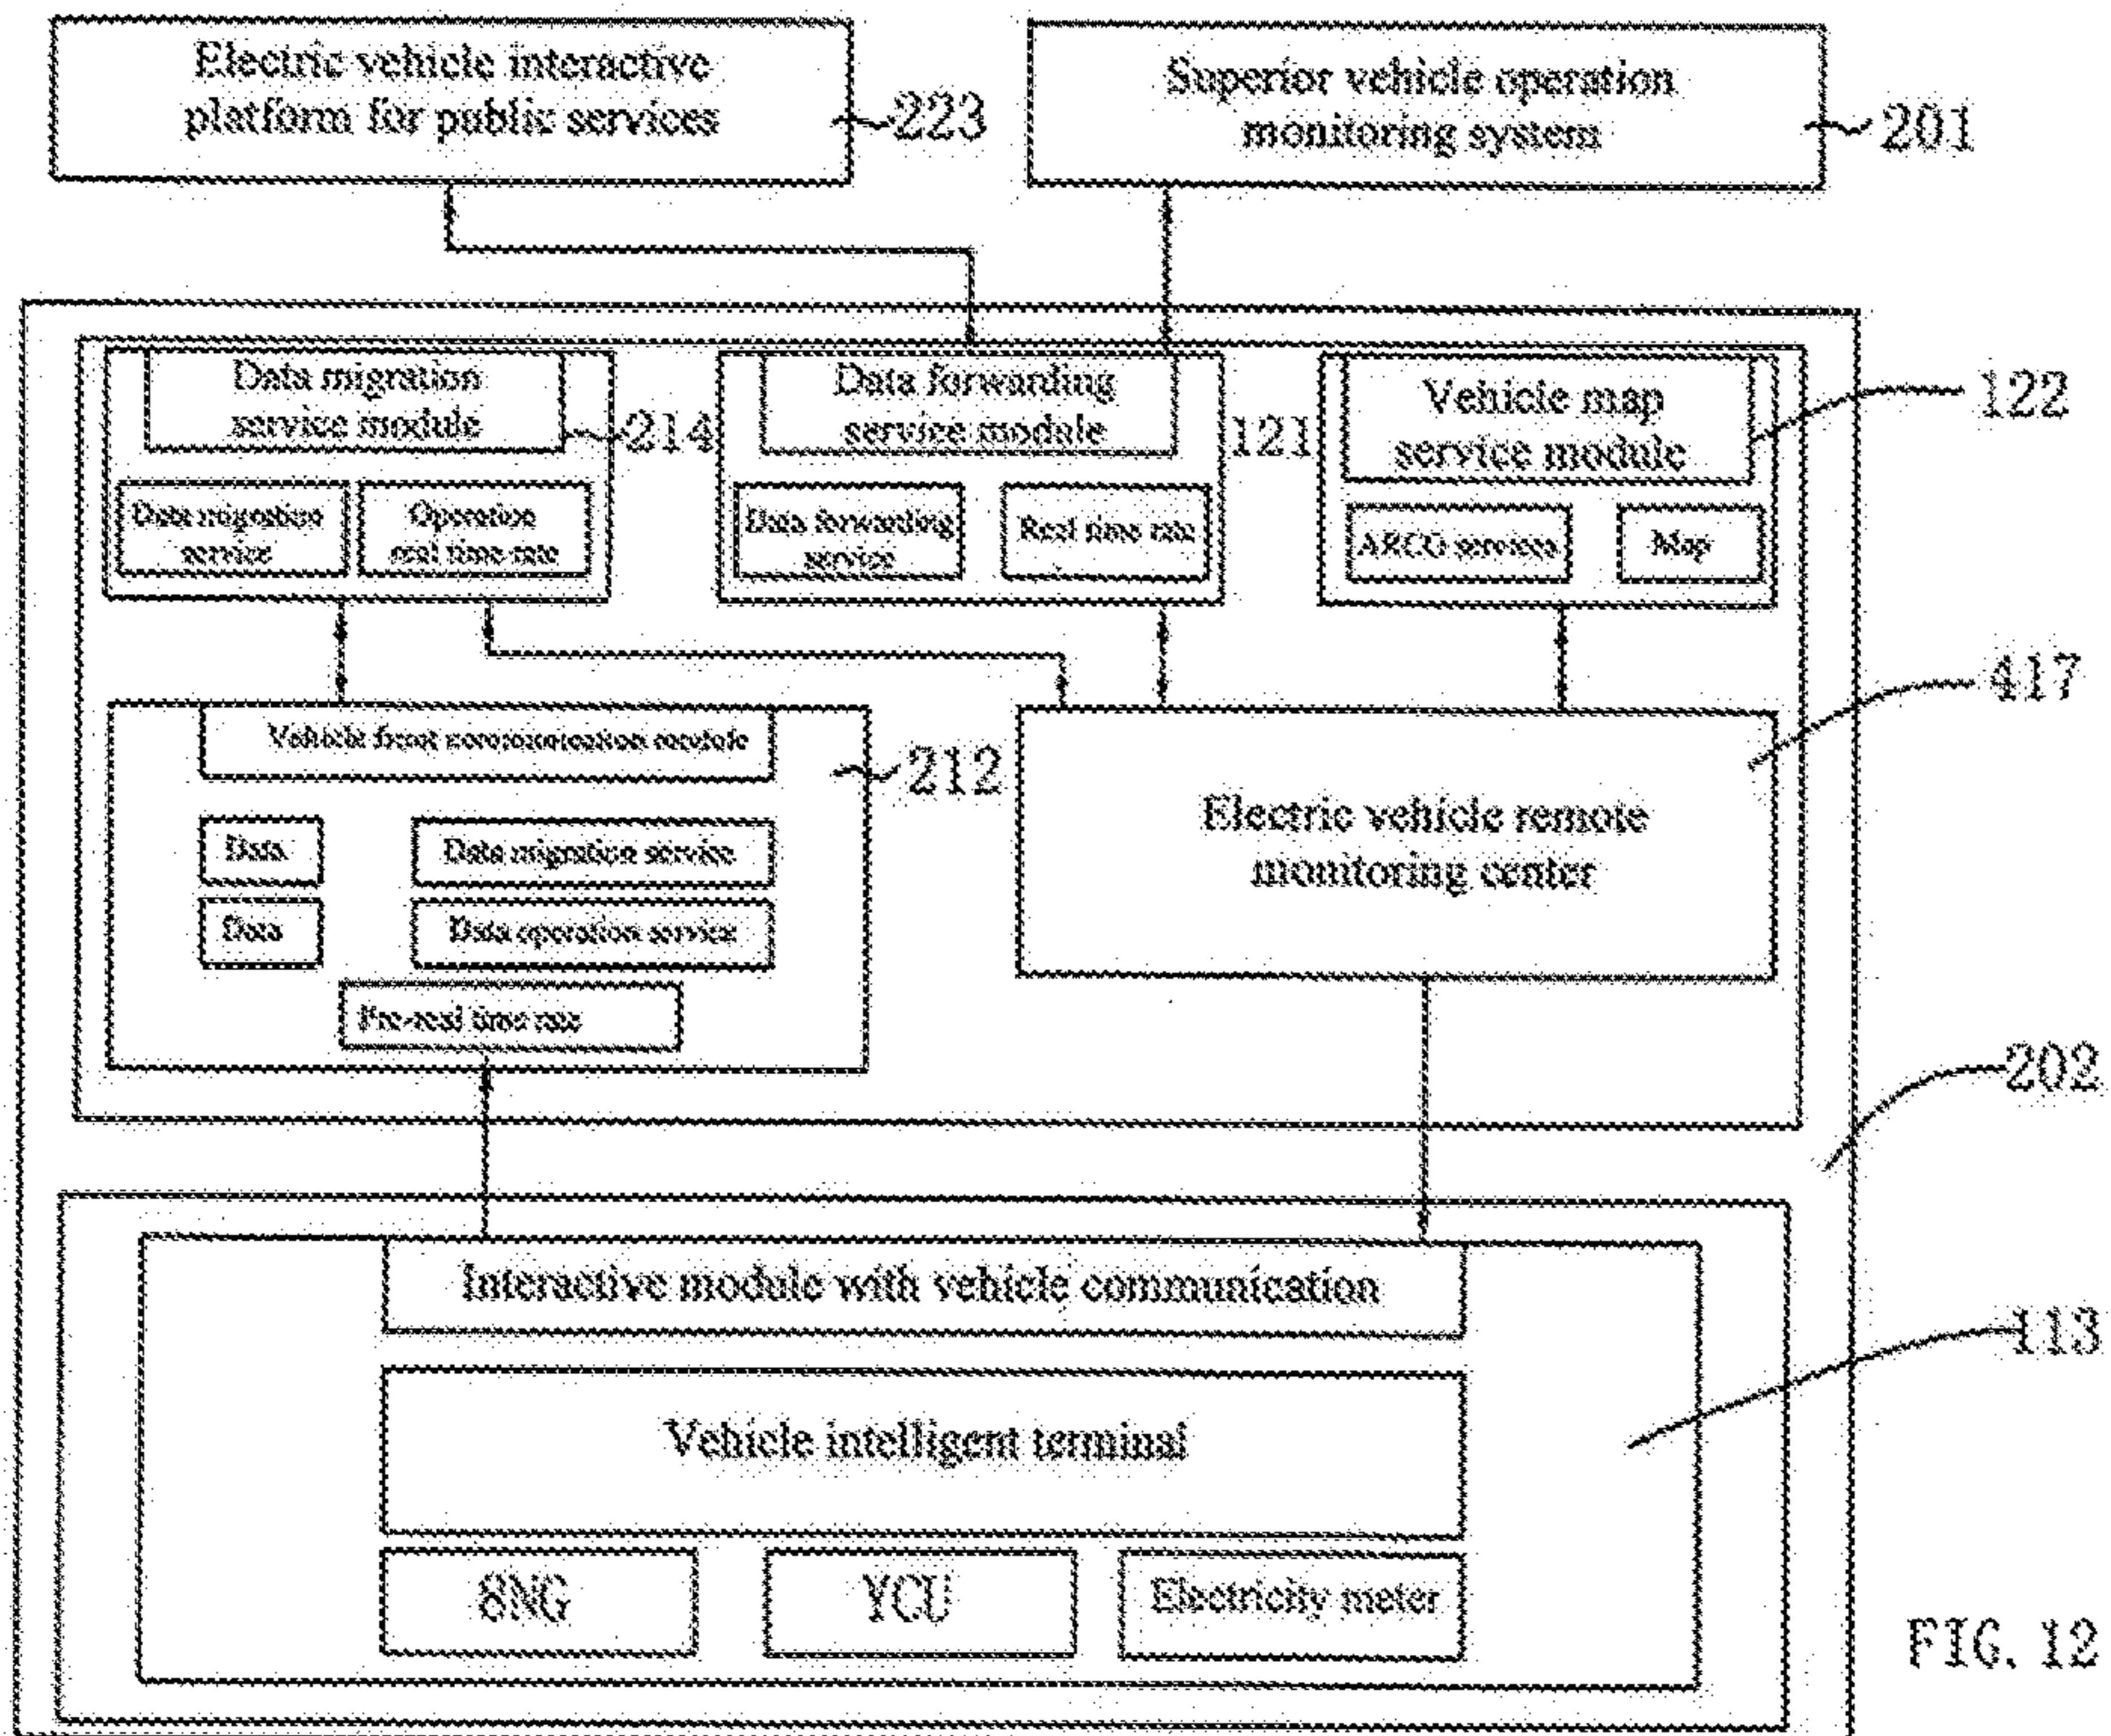 Electric vehicle interactive
platform for public services
223
Superior vehicle operation
monitoring system
201
Data migration
service module
214
Data migration
service
Operation
real time rate
Data forwarding
service module
121
Data forwarding
service
Real time rate
Vehicle map
service module
122
ARCG services
Map
417
Vehicle front communication module
212
Data
Data migration service
Data
Data operation service
Pre-real time rate
Electric vehicle remote
monitoring center
202
Interactive module with vehicle communication
113
Vehicle intelligent terminal
8NG
YCU
Electricity meter
FIG. 12